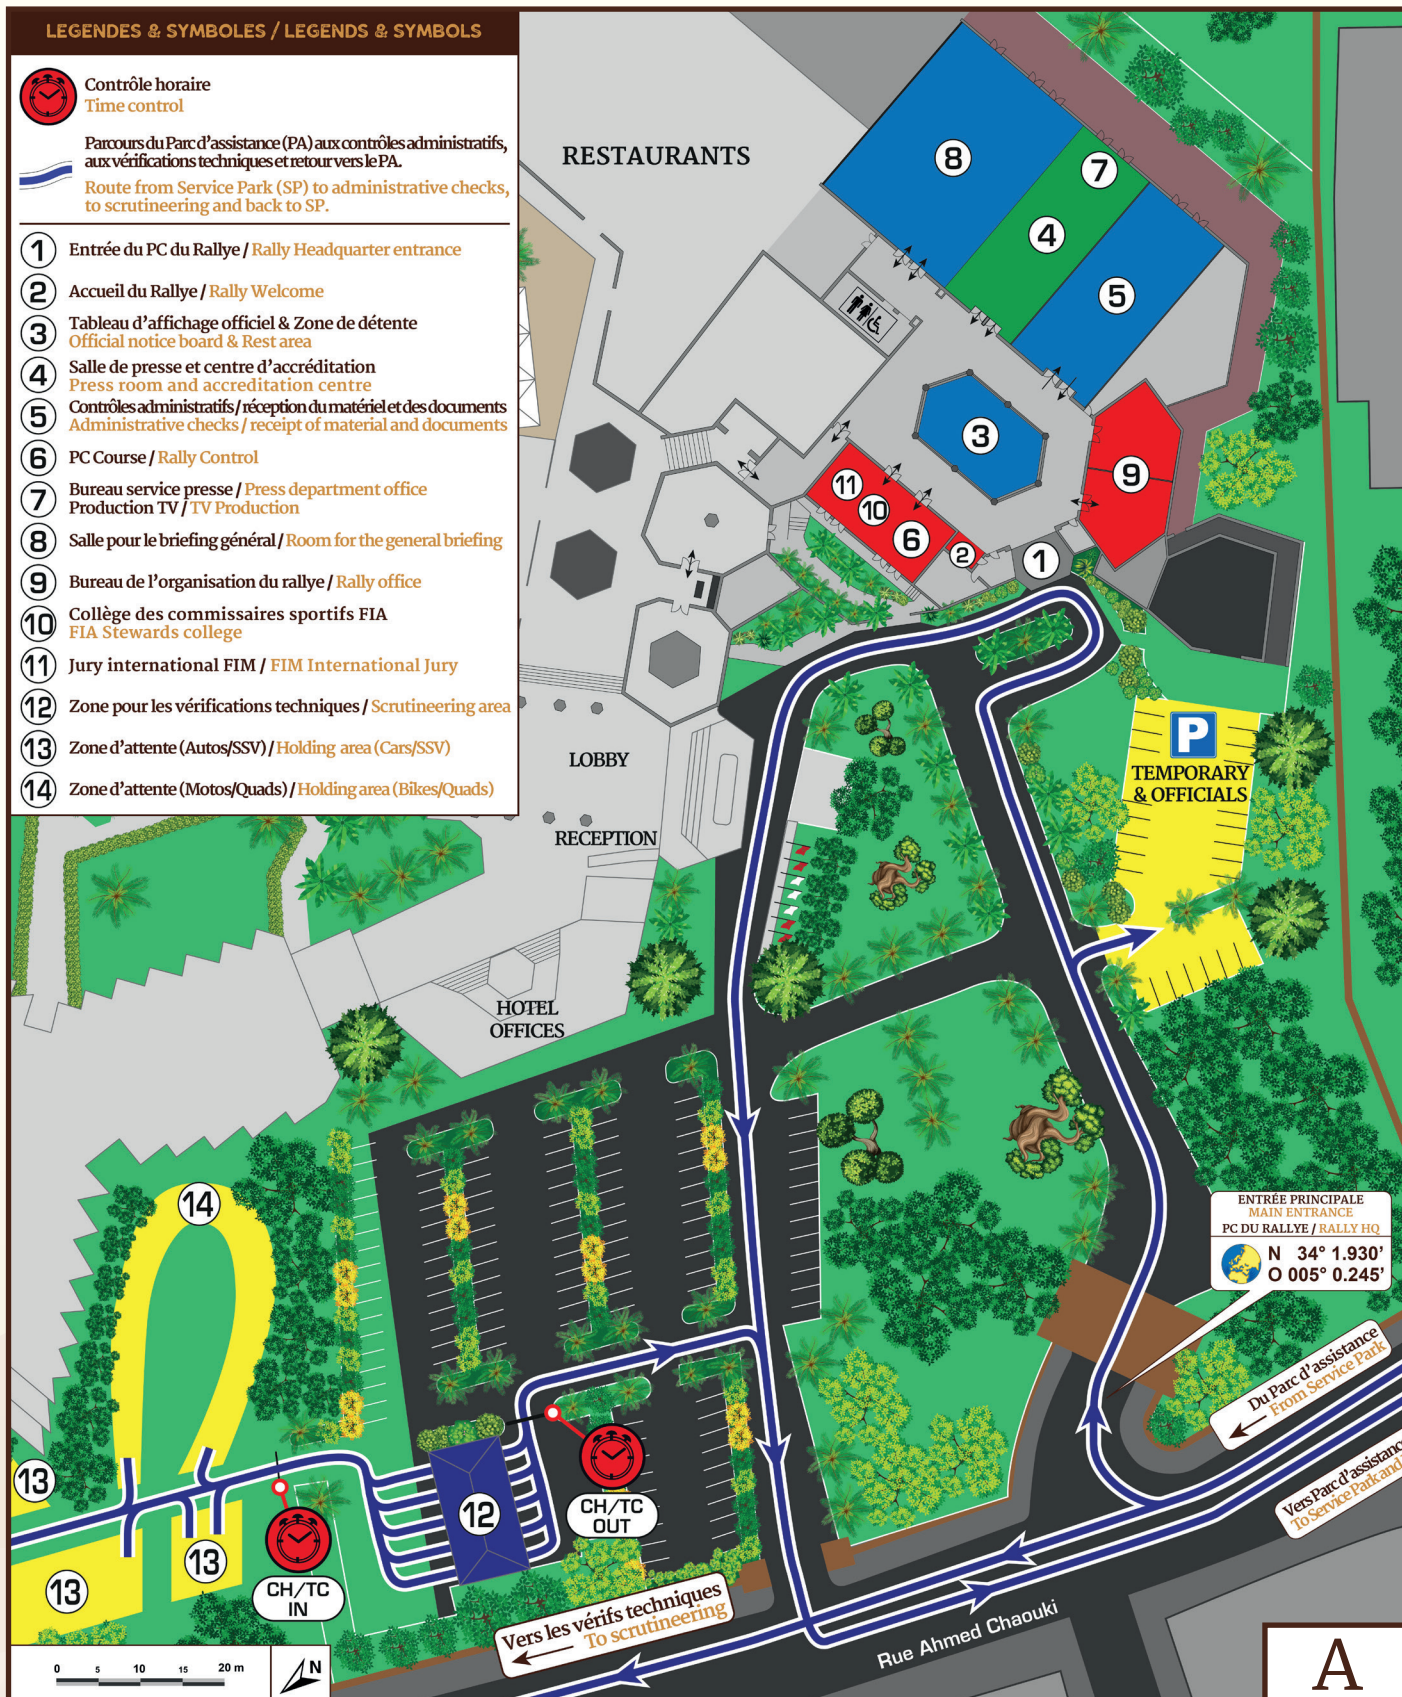 LEGENDES & SYMBOLES / LEGENDS & SYMBOLS
Contrôle horaire
Time control
Parcours du Parc d'assistance (PA) aux contrôles administratifs,
aux vérifications techniques et retour vers le PA.
Route from Service Park (SP) to administrative checks,
to scrutineering and back to SP.
1 Entrée du PC du Rallye / Rally Headquarter entrance
2 Accueil du Rallye / Rally Welcome
3 Tableau d'affichage officiel & Zone de détente
Official notice board & Rest area
4 Salle de presse et centre d'accréditation
Press room and accreditation centre
5 Contrôles administratifs / réception du matériel et des documents
Administrative checks / receipt of material and documents
6 PC Course / Rally Control
7 Bureau service presse / Press department office
Production TV / TV Production
8 Salle pour le briefing général / Room for the general briefing
9 Bureau de l'organisation du rallye / Rally office
10 Collège des commissaires sportifs FIA
FIA Stewards college
11 Jury international FIM / FIM International Jury
12 Zone pour les vérifications techniques / Scrutineering area
13 Zone d'attente (Autos/SSV) / Holding area (Cars/SSV)
14 Zone d'attente (Motos/Quads) / Holding area (Bikes/Quads)
RESTAURANTS
8
7
4
5
3
9
11
10
6
2
1
P
TEMPORARY
& OFFICIALS
LOBBY
RECEPTION
HOTEL
OFFICES
14
ENTRÉE PRINCIPALE
MAIN ENTRANCE
PC DU RALLYE / RALLY HQ
N 34° 1.930'
O 005° 0.245'
Du Parc d'assistance
From Service Park
Vers Parc d'assistance
To Service Park and
13
13
13
12
CH/TC
IN
CH/TC
OUT
Vers les vérifs techniques
To scrutineering
Rue Ahmed Chaouki
0 5 10 15 20 m
N
A